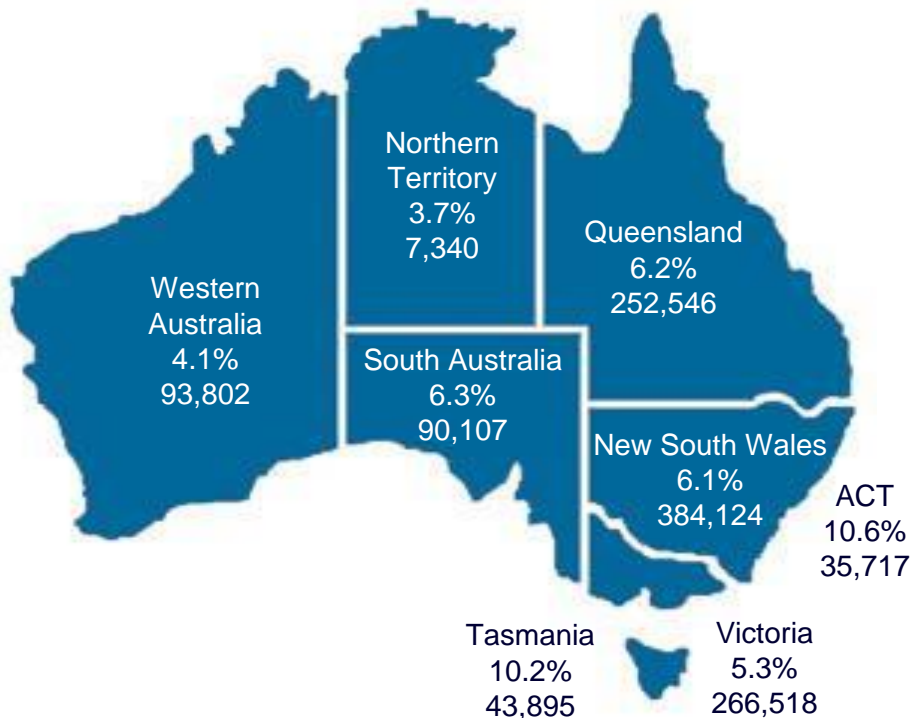 Northern
Territory
3.7%
7,340
Queensland
6.2%
252,546
Western
Australia
4.1%
93,802
South Australia
6.3%
90,107
New South Wales
6.1%
384,124
ACT
10.6%
35,717
Tasmania
10.2%
43,895
Victoria
5.3%
266,518